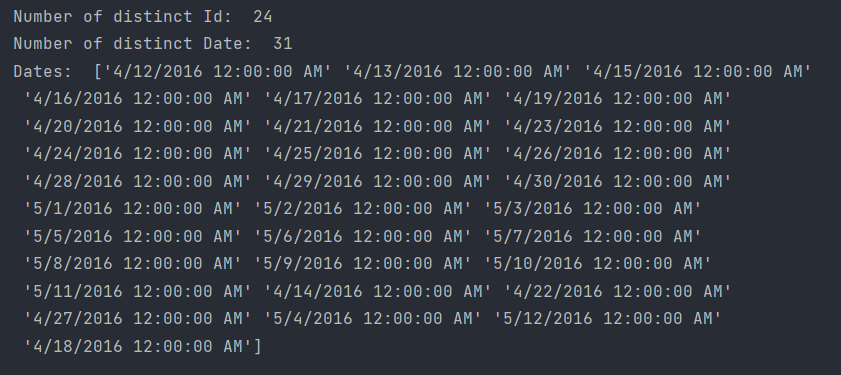 Number of distinct Id:  24
Number of distinct Date:  31
Dates:  ['4/12/2016 12:00:00 AM' '4/13/2016 12:00:00 AM' '4/15/2016 12:00:00 AM'
 '4/16/2016 12:00:00 AM' '4/17/2016 12:00:00 AM' '4/19/2016 12:00:00 AM'
 '4/20/2016 12:00:00 AM' '4/21/2016 12:00:00 AM' '4/23/2016 12:00:00 AM'
 '4/24/2016 12:00:00 AM' '4/25/2016 12:00:00 AM' '4/26/2016 12:00:00 AM'
 '4/28/2016 12:00:00 AM' '4/29/2016 12:00:00 AM' '4/30/2016 12:00:00 AM'
 '5/1/2016 12:00:00 AM' '5/2/2016 12:00:00 AM' '5/3/2016 12:00:00 AM'
 '5/5/2016 12:00:00 AM' '5/6/2016 12:00:00 AM' '5/7/2016 12:00:00 AM'
 '5/8/2016 12:00:00 AM' '5/9/2016 12:00:00 AM' '5/10/2016 12:00:00 AM'
 '5/11/2016 12:00:00 AM' '4/14/2016 12:00:00 AM' '4/22/2016 12:00:00 AM'
 '4/27/2016 12:00:00 AM' '5/4/2016 12:00:00 AM' '5/12/2016 12:00:00 AM'
 '4/18/2016 12:00:00 AM']